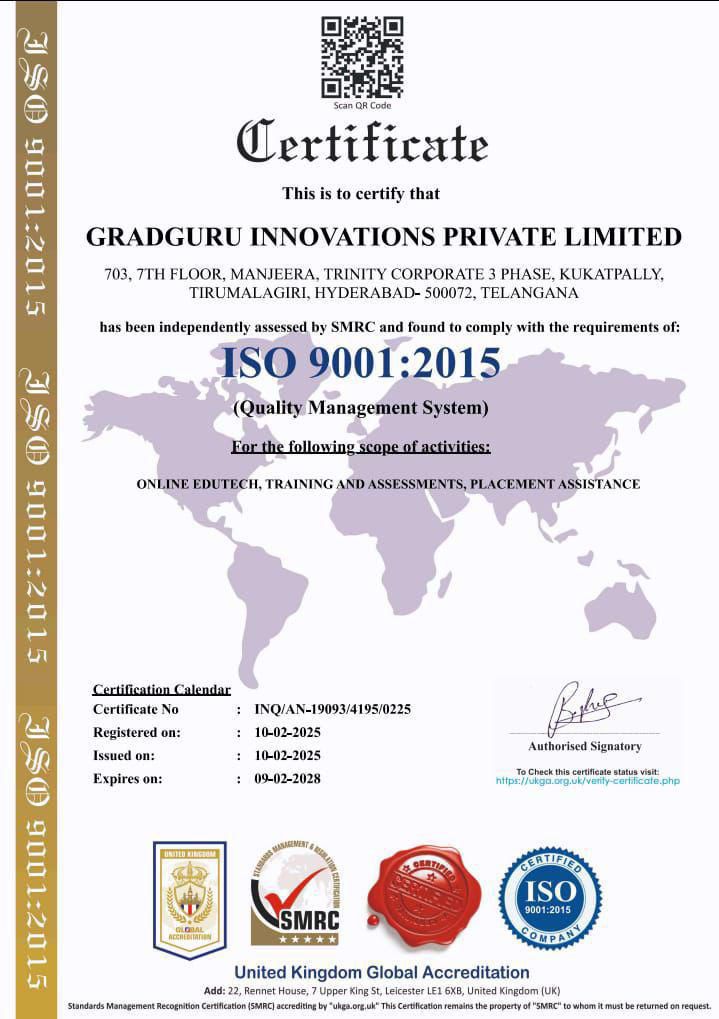 Scan QR Code
Certificate
This is to certify that
GRADGURU INNOVATIONS PRIVATE LIMITED
703, 7TH FLOOR, MANJEERA, TRINITY CORPORATE 3 PHASE, KUKATPALLY,
TIRUMALAGIRI, HYDERABAD- 500072, TELANGANA
has been independently assessed by SMRC and found to comply with the requirements of:
ISO 9001:2015
(Quality Management System)
For the following scope of activities:
ONLINE EDUTECH, TRAINING AND ASSESSMENTS, PLACEMENT ASSISTANCE
Certification Calendar
Certificate No : INQ/AN-19093/4195/0225
Registered on: : 10-02-2025
Issued on: : 10-02-2025
Expires on: : 09-02-2028
Authorised Signatory
To Check this certificate status visit:
https://ukga.org.uk/verify-certificate.php
ISO 9001:2015
ISO 9001:2015
ISO 9001:2015
UNITED KINGDOM
GLOBAL
ACCREDITATION
STANDARDS MANAGEMENT & REGULATION CERTIFICATION
SMRC
CERTIFIED
CERTIFIED
CERTIFIED
ISO
9001:2015
COMPANY
United Kingdom Global Accreditation
Add: 22, Rennet House, 7 Upper King St, Leicester LE1 6XB, United Kingdom (UK)
Standards Management Recognition Certification (SMRC) accrediting by "ukga.org.uk" This Certification remains the property of "SMRC" to whom it must be returned on request.